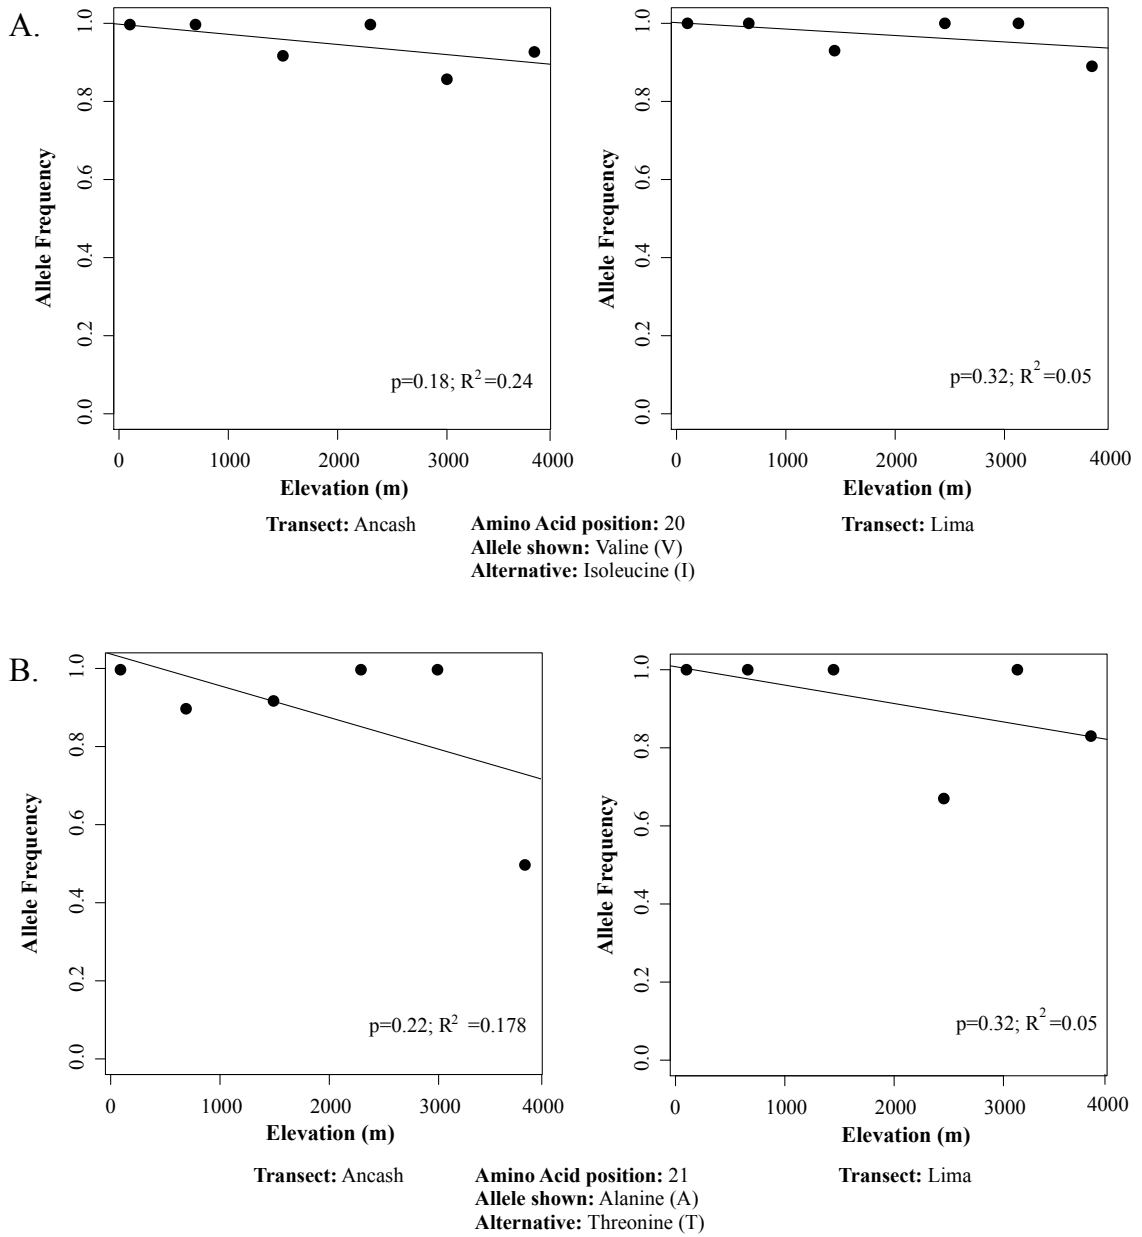 A.
Allele Frequency
0.0 0.2 0.4 0.6 0.8 1.0
p=0.18; R2=0.24
0 1000 2000 3000 4000
Elevation (m)
Transect: Ancash
Allele Frequency
0.0 0.2 0.4 0.6 0.8 1.0
p=0.32; R2=0.05
0 1000 2000 3000 4000
Elevation (m)
Transect: Lima
Amino Acid position: 20
Allele shown: Valine (V)
Alternative: Isoleucine (I)
B.
Allele Frequency
0.0 0.2 0.4 0.6 0.8 1.0
p=0.22; R2 =0.178
0 1000 2000 3000 4000
Elevation (m)
Transect: Ancash
Allele Frequency
0.0 0.2 0.4 0.6 0.8 1.0
p=0.32; R2=0.05
0 1000 2000 3000 4000
Elevation (m)
Transect: Lima
Amino Acid position: 21
Allele shown: Alanine (A)
Alternative: Threonine (T)